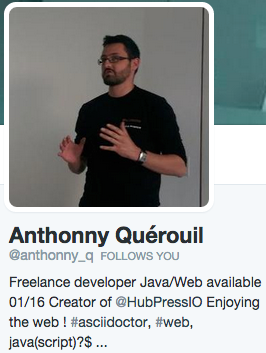 Anthonny Quérouil
@anthonny_q FOLLOWS YOU
Freelance developer Java/Web available
01/16 Creator of @HubPressIO Enjoying
the web ! #asciidoctor, #web,
java(script)?$ ...